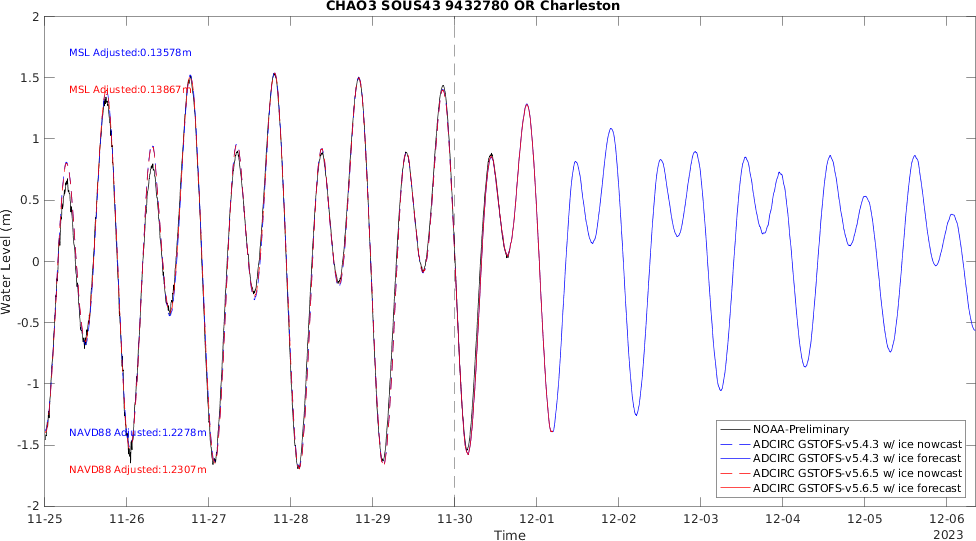 CHAO3 SOUS43 9432780 OR Charleston
2
MSL Adjusted:0.13578m
1.5
MSL Adjusted:0.13867m
1
0.5
Water Level (m)
0
-0.5
-1
NAVD88 Adjusted:1.2278m
-1.5
NAVD88 Adjusted:1.2307m
-2
NOAA-Preliminary
ADCIRC GSTOFS-v5.4.3 w/ ice nowcast
ADCIRC GSTOFS-v5.4.3 w/ ice forecast
ADCIRC GSTOFS-v5.6.5 w/ ice nowcast
ADCIRC GSTOFS-v5.6.5 w/ ice forecast
11-25 11-26 11-27 11-28 11-29 11-30 12-01 12-02 12-03 12-04 12-05 12-06
Time 2023